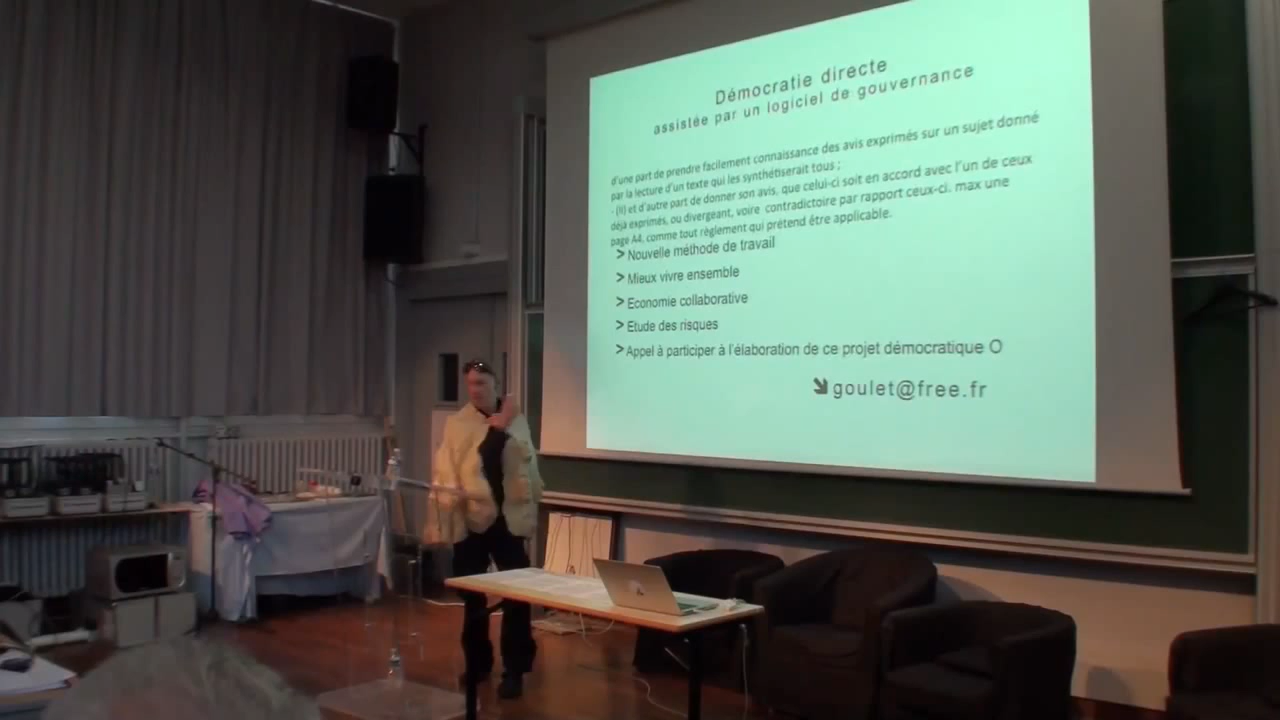 Démocratie directe
assistée par un logiciel de gouvernance
d'une part de prendre facilement connaissance des avis exprimés sur un sujet donné
par la lecture d'un texte qui les synthétiserait tous ;
- (II) et d'autre part de donner son avis, que celui-ci soit en accord avec l'un de ceux
déjà exprimés, ou divergeant, voire contradictoire par rapport ceux-ci. max une
page A4, comme tout règlement qui prétend être applicable.
> Nouvelle méthode de travail
> Mieux vivre ensemble
> Economie collaborative
> Etude des risques
> Appel à participer à l'élaboration de ce projet démocratique O
goulet@free.fr